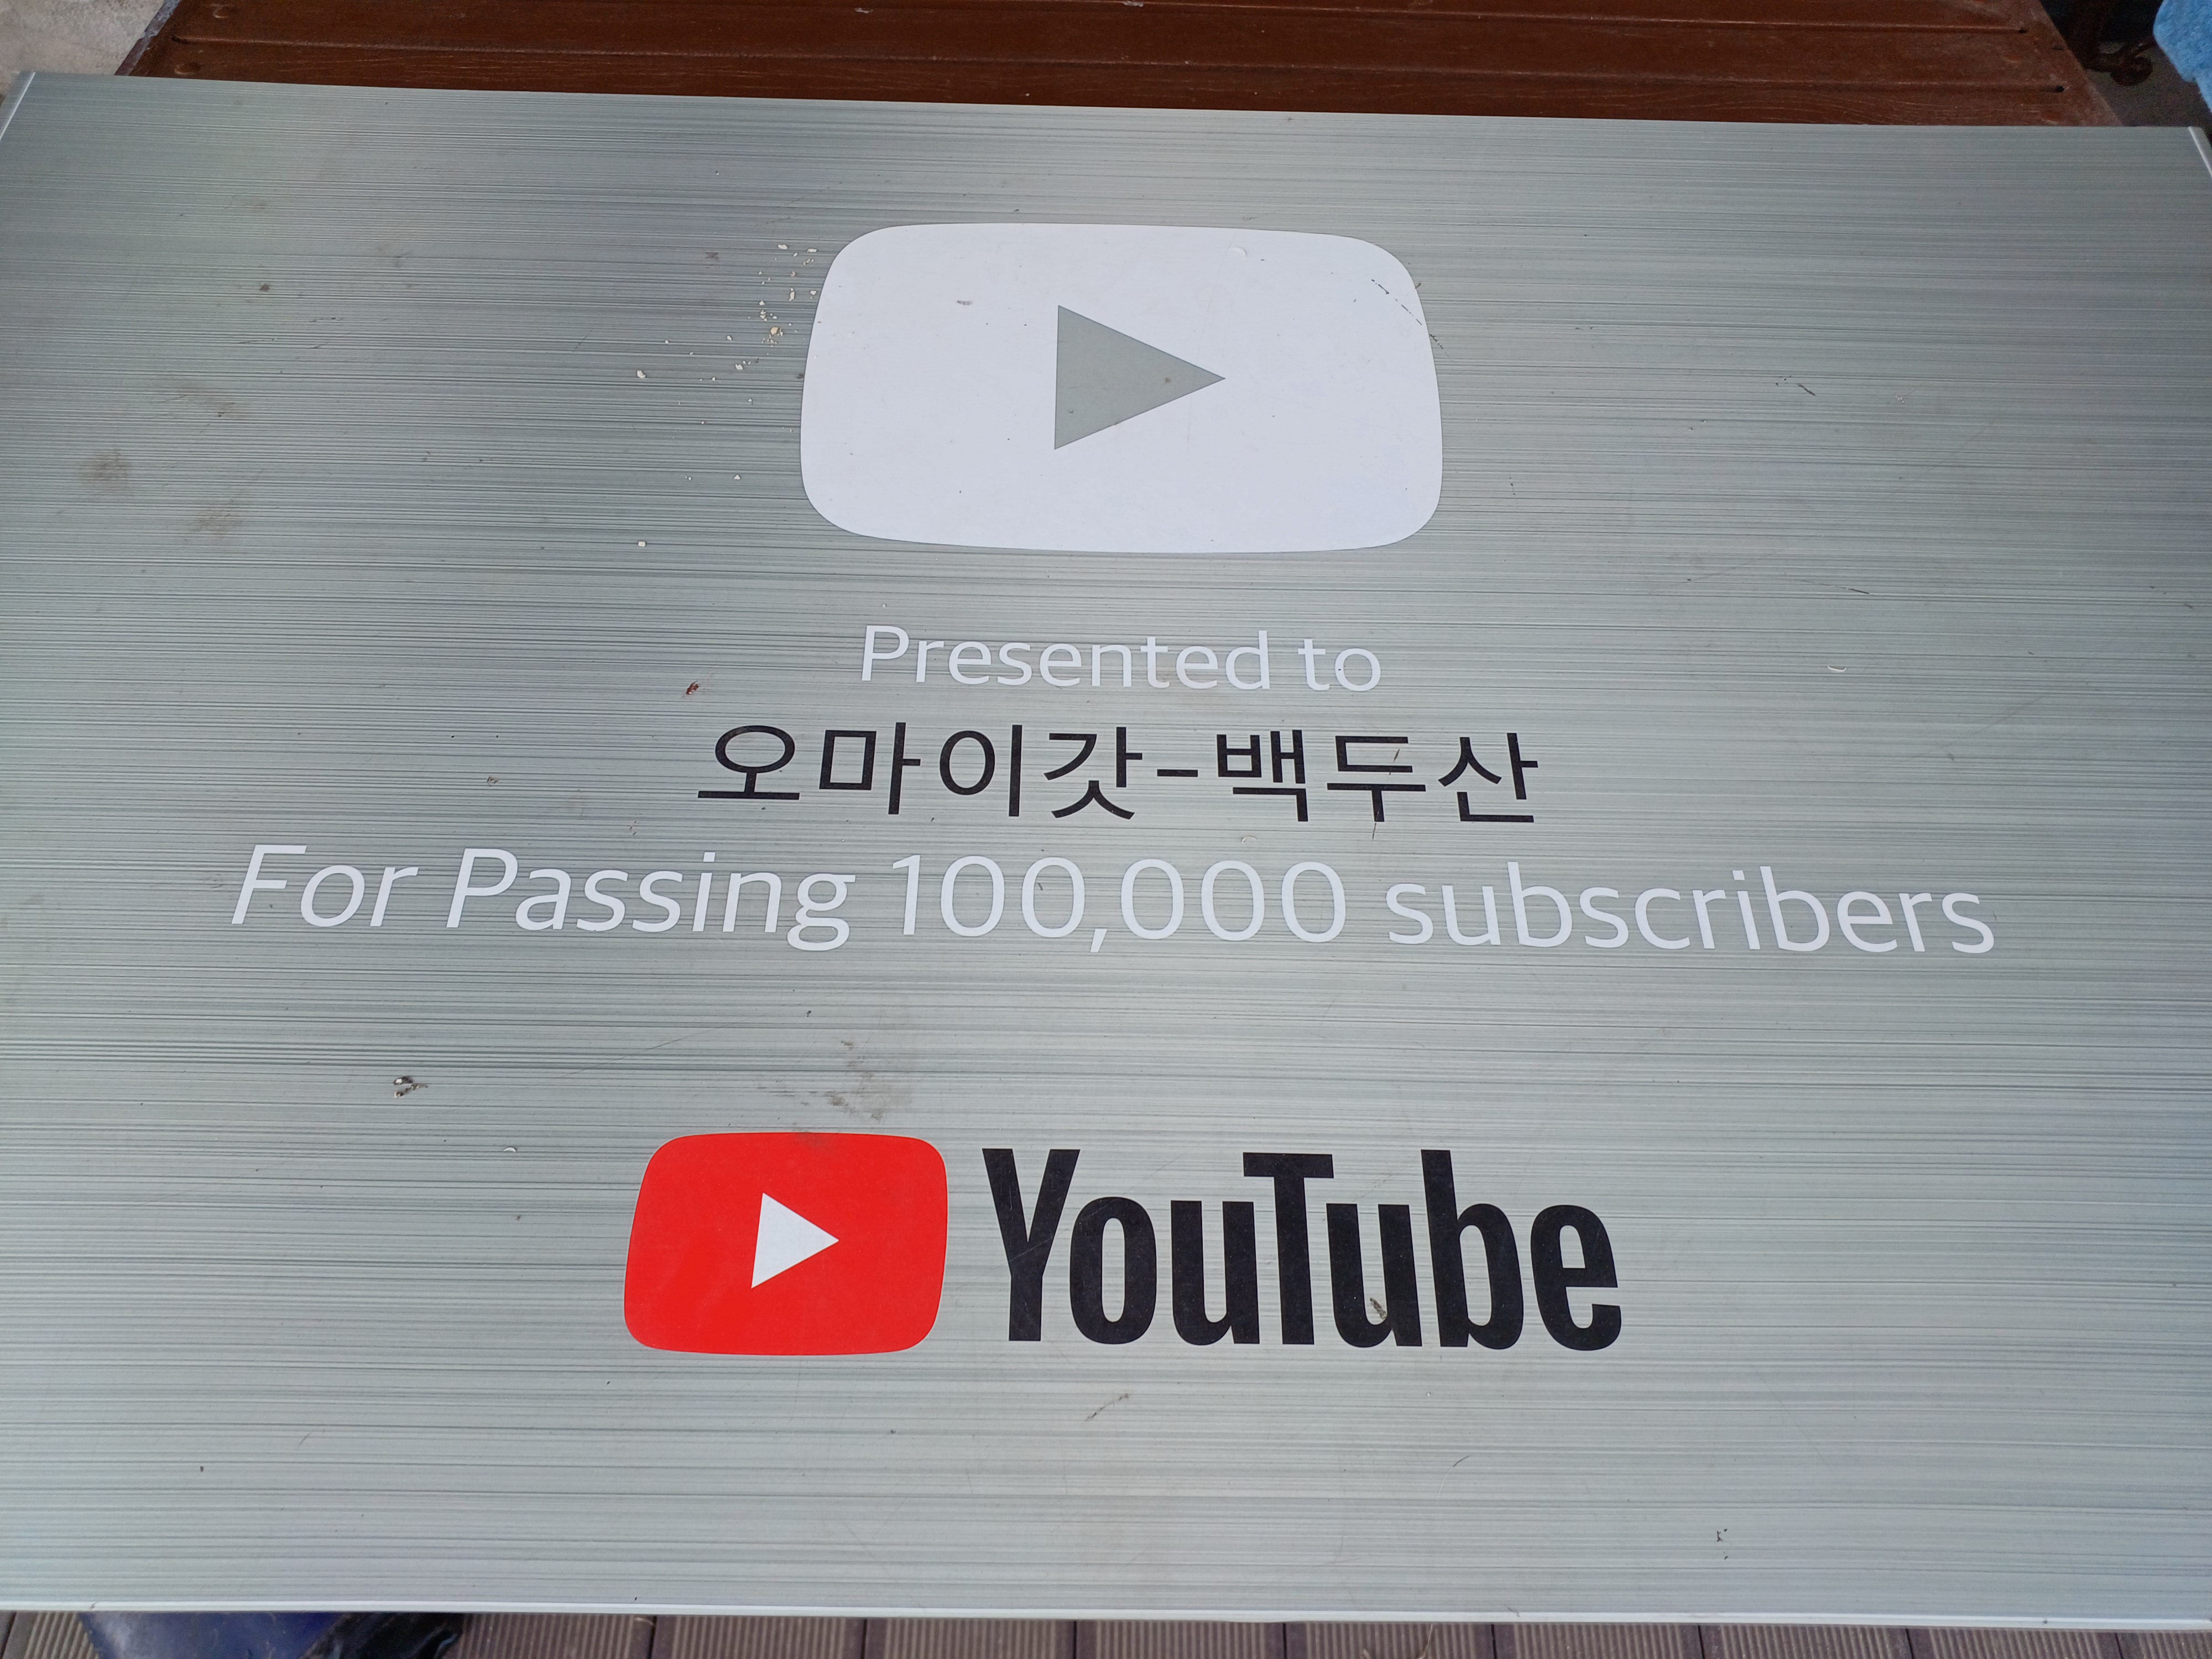 Presented to
오마이갓-백두산
For Passing 100,000 subscribers
YouTube